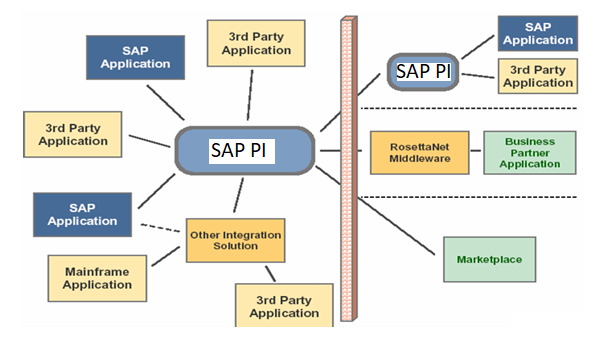 SAP
Application
3rd Party
Application
3rd Party
Application
SAP PI
SAP
Application
Other Integration
Solution
Mainframe
Application
3rd Party
Application
SAP PI
SAP
Application
3rd Party
Application
RosettaNet
Middleware
Business
Partner
Application
Marketplace